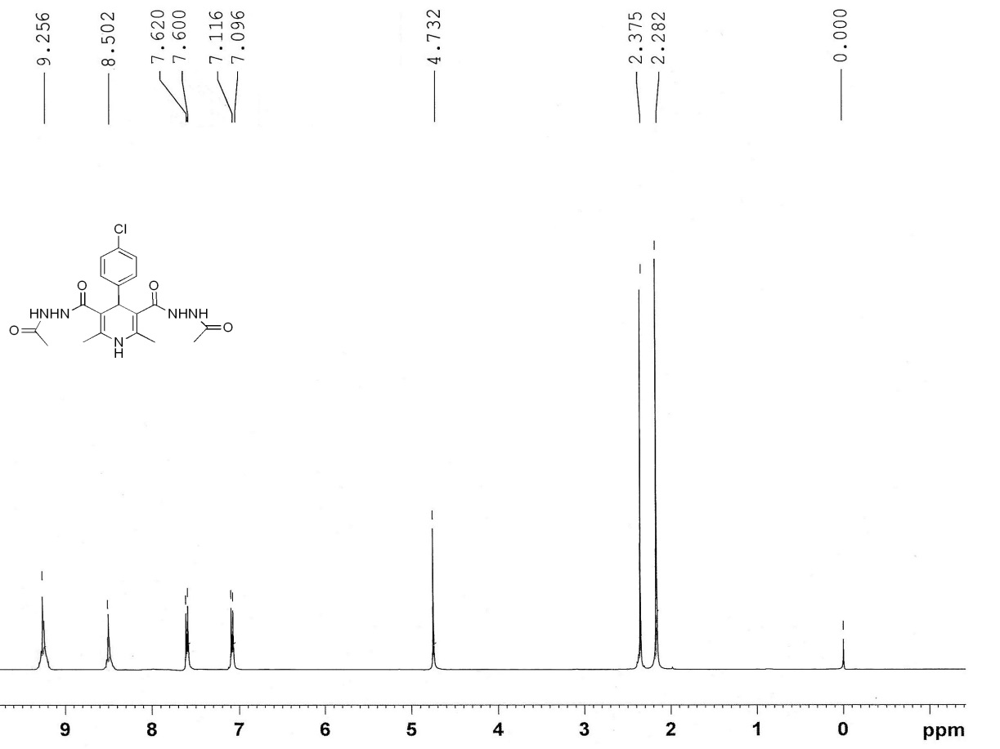 9.256
8.502
7.620
7.600
7.116
7.096
4.732
2.375
2.282
0.000
Cl
O O
HNHN NHNH
O O
N
H
9 8 7 6 5 4 3 2 1 0 ppm